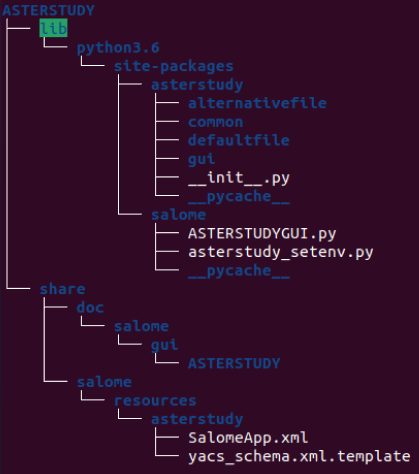 ASTERSTUDY
lib
python3.6
site-packages
asterstudy
alternativefile
common
defaultfile
gui
__init__.py
__pycache__
salome
ASTERSTUDYGUI.py
asterstudy_setenv.py
__pycache__
share
doc
salome
gui
ASTERSTUDY
salome
resources
asterstudy
SalomeApp.xml
yacs_schema.xml.template